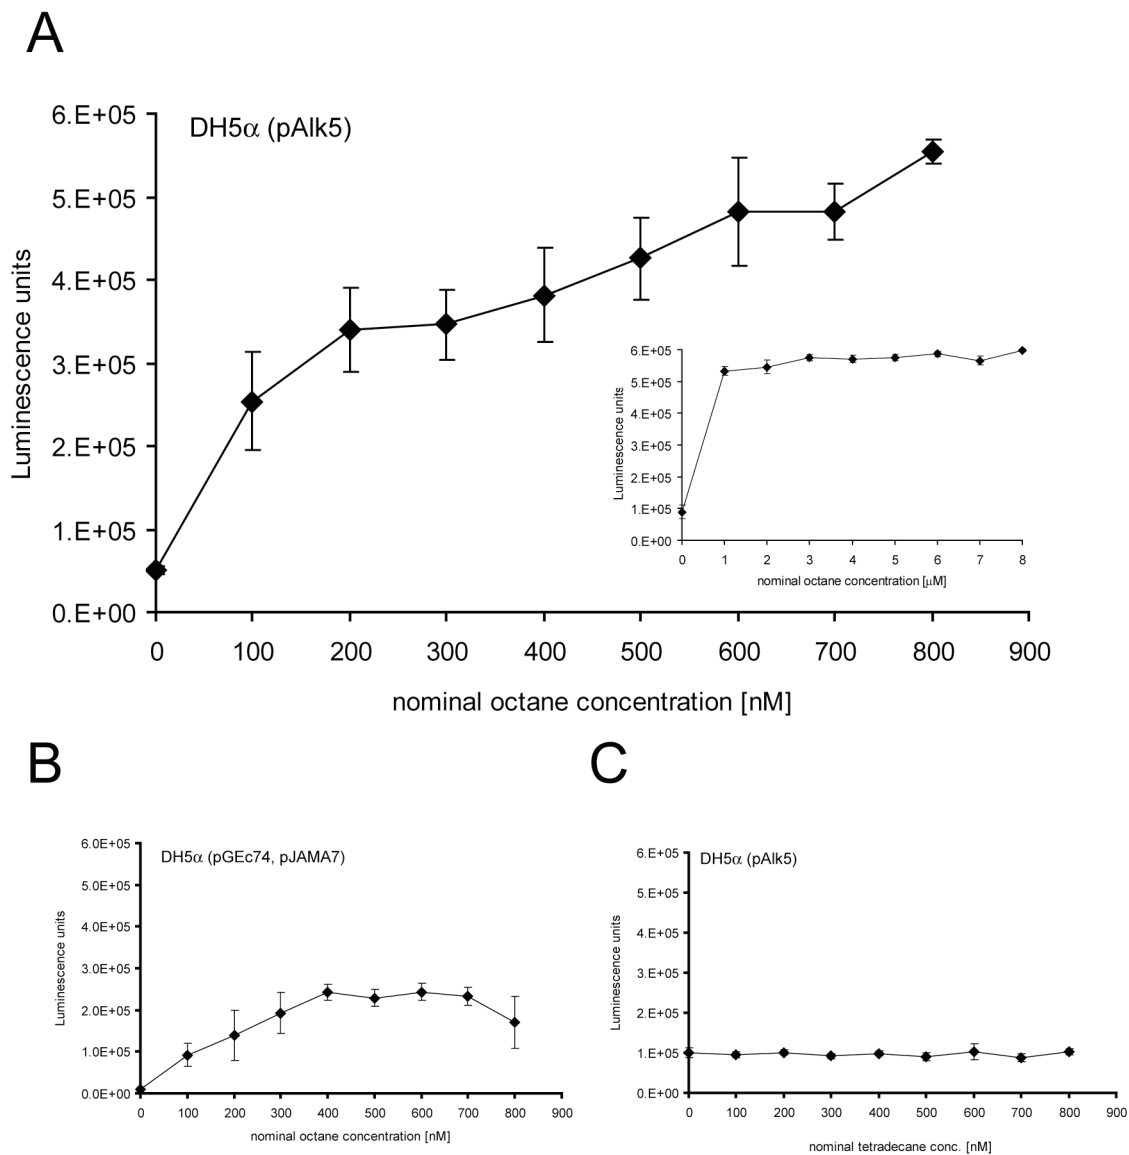 A
DH5α (pAlk5)
6.E+05
5.E+05
4.E+05
3.E+05
2.E+05
1.E+05
0.E+00
Luminescence units
0 100 200 300 400 500 600 700 800 900
nominal octane concentration [nM]
6.E+05
5.E+05
4.E+05
3.E+05
2.E+05
1.E+05
0.E+00
Luminescence units
0 1 2 3 4 5 6 7 8
nominal octane concentration [µM]
B
DH5α (pGEc74, pJAMA7)
6.0E+05
5.0E+05
4.0E+05
3.0E+05
2.0E+05
1.0E+05
0.0E+00
Luminescence units
0 100 200 300 400 500 600 700 800 900
nominal octane concentration [nM]
C
DH5α (pAlk5)
6.E+05
5.E+05
4.E+05
3.E+05
2.E+05
1.E+05
0.E+00
Luminescence units
0 100 200 300 400 500 600 700 800 900
nominal tetradecane conc. [nM]